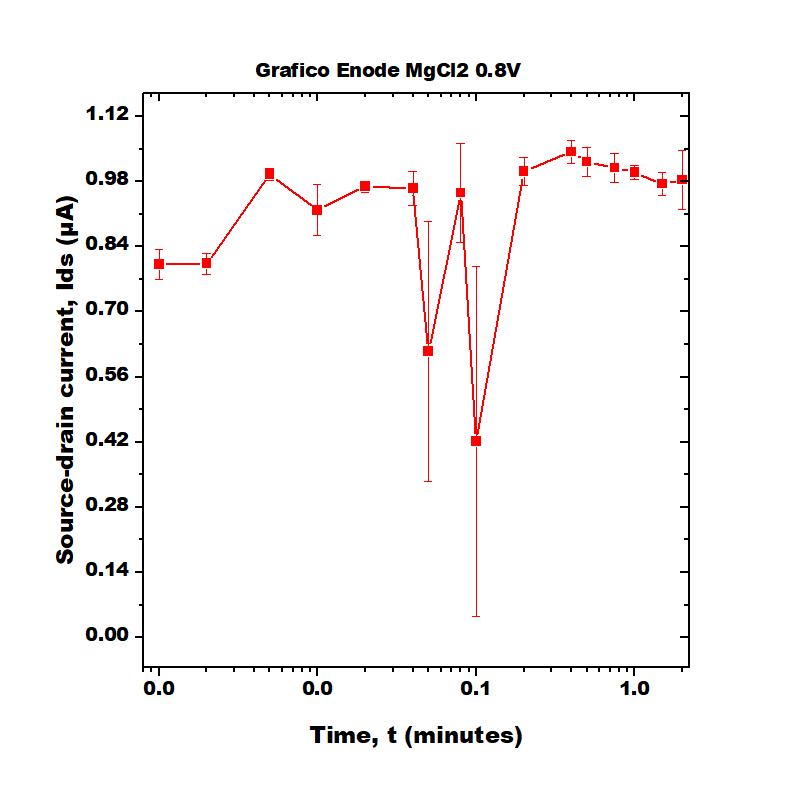 Grafico Enode MgCl2 0.8V
1.12
0.98
0.84
0.70
0.56
0.42
0.28
0.14
0.00
Source-drain current, Ids (µA)
0.0 0.0 0.1 1.0
Time, t (minutes)